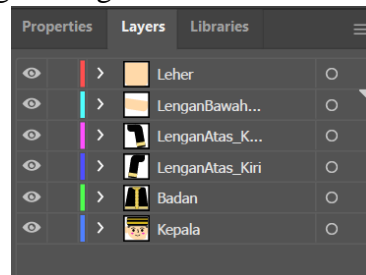 Properties Layers Libraries
Leher
LenganBawah...
LenganAtas_K...
LenganAtas_Kiri
Badan
Kepala